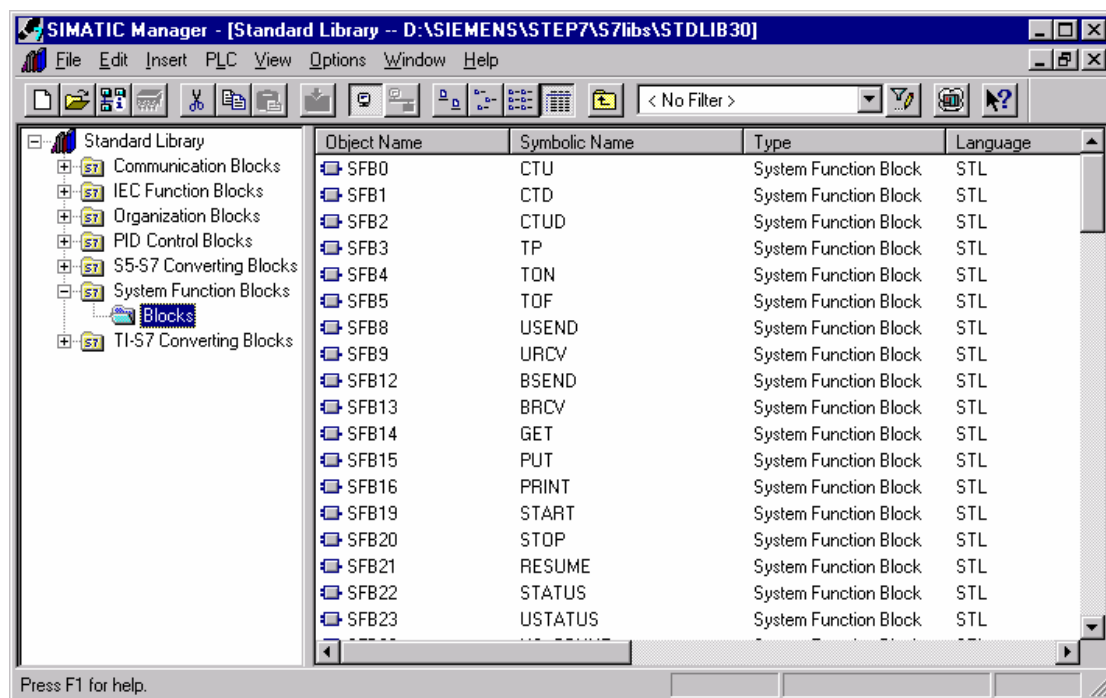 SIMATIC Manager - [Standard Library -- D:\SIEMENS\STEP7\S7libs\STDLIB30]
File Edit Insert PLC View Options Window Help
< No Filter >
Standard Library
Communication Blocks
IEC Function Blocks
Organization Blocks
PID Control Blocks
S5-S7 Converting Blocks
System Function Blocks
Blocks
TI-S7 Converting Blocks
Object Name Symbolic Name Type Language
SFB0 CTU System Function Block STL
SFB1 CTD System Function Block STL
SFB2 CTUD System Function Block STL
SFB3 TP System Function Block STL
SFB4 TON System Function Block STL
SFB5 TOF System Function Block STL
SFB8 USEND System Function Block STL
SFB9 URCV System Function Block STL
SFB12 BSEND System Function Block STL
SFB13 BRCV System Function Block STL
SFB14 GET System Function Block STL
SFB15 PUT System Function Block STL
SFB16 PRINT System Function Block STL
SFB19 START System Function Block STL
SFB20 STOP System Function Block STL
SFB21 RESUME System Function Block STL
SFB22 STATUS System Function Block STL
SFB23 USTATUS System Function Block STL
Press F1 for help.